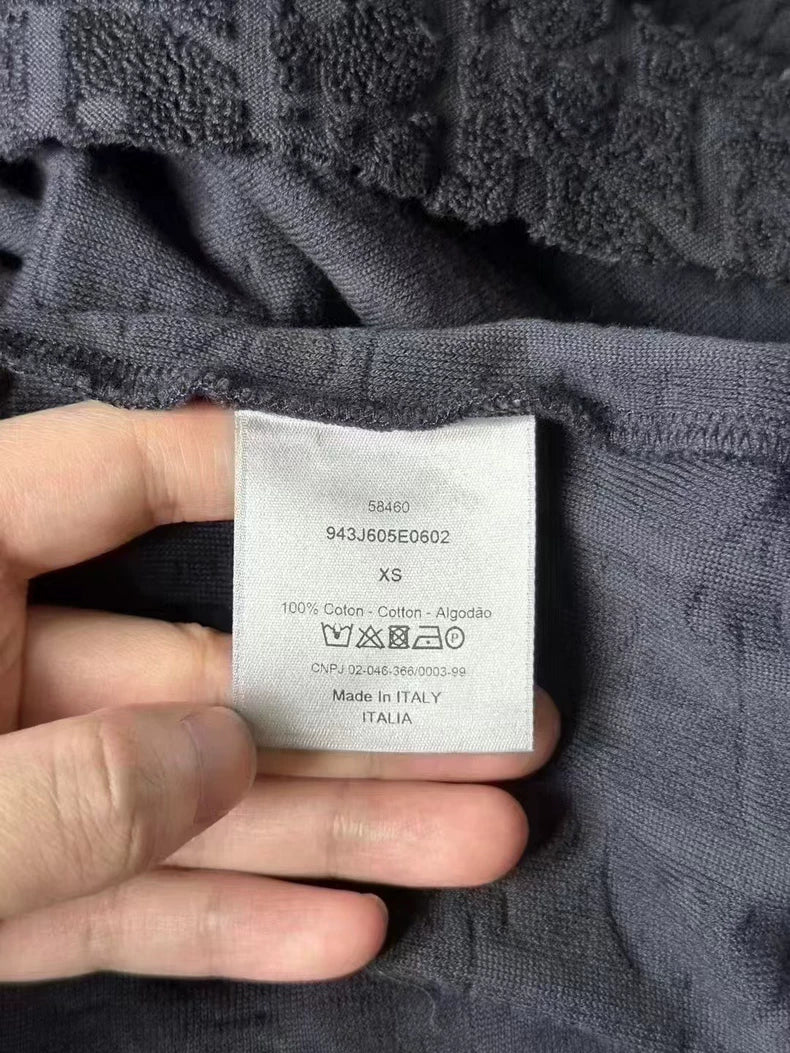 58460
943J605E0602
XS
100% Coton - Cotton - Algodão
P
CNPJ 02-046-366/0003-99
Made In ITALY
ITALIA